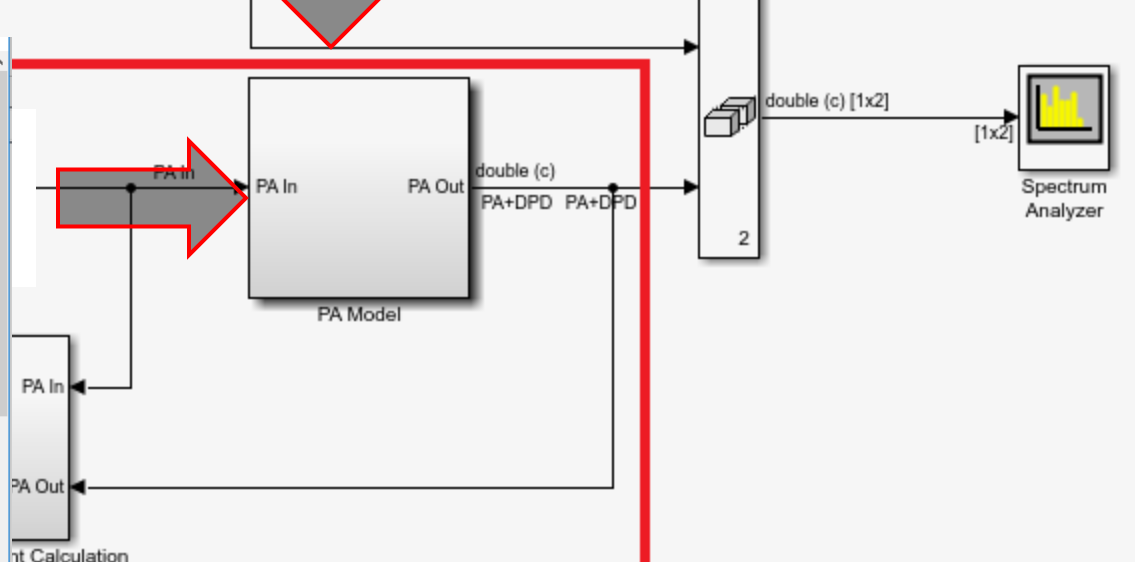 double (c) [1x2]
[1x2]
Spectrum
Analyzer
PA In
PA In
PA Out
double (c)
PA+DPD
PA+DPD
2
PA Model
PA In
PA Out
nt Calculation